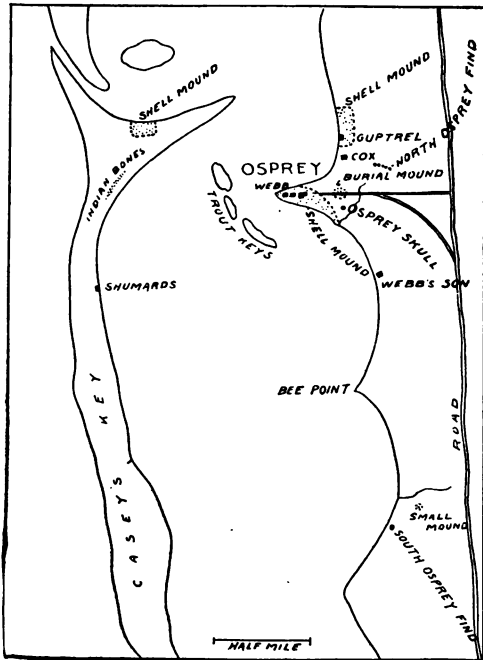 SHELL MOUND
SHELL MOUND
NORTH OSPREY FIND
GUPTREL
COX
INDIAN BONES
OSPREY
BURIAL MOUND
WEBB
TROUT KEYS
SHELL MOUND
OSPREY SKULL
WEBB'S SON
SHUMARDS
BEE POINT
CASEY'S KEY
ROAD
SMALL
MOUND
SOUTH OSPREY FIND
HALF MILE